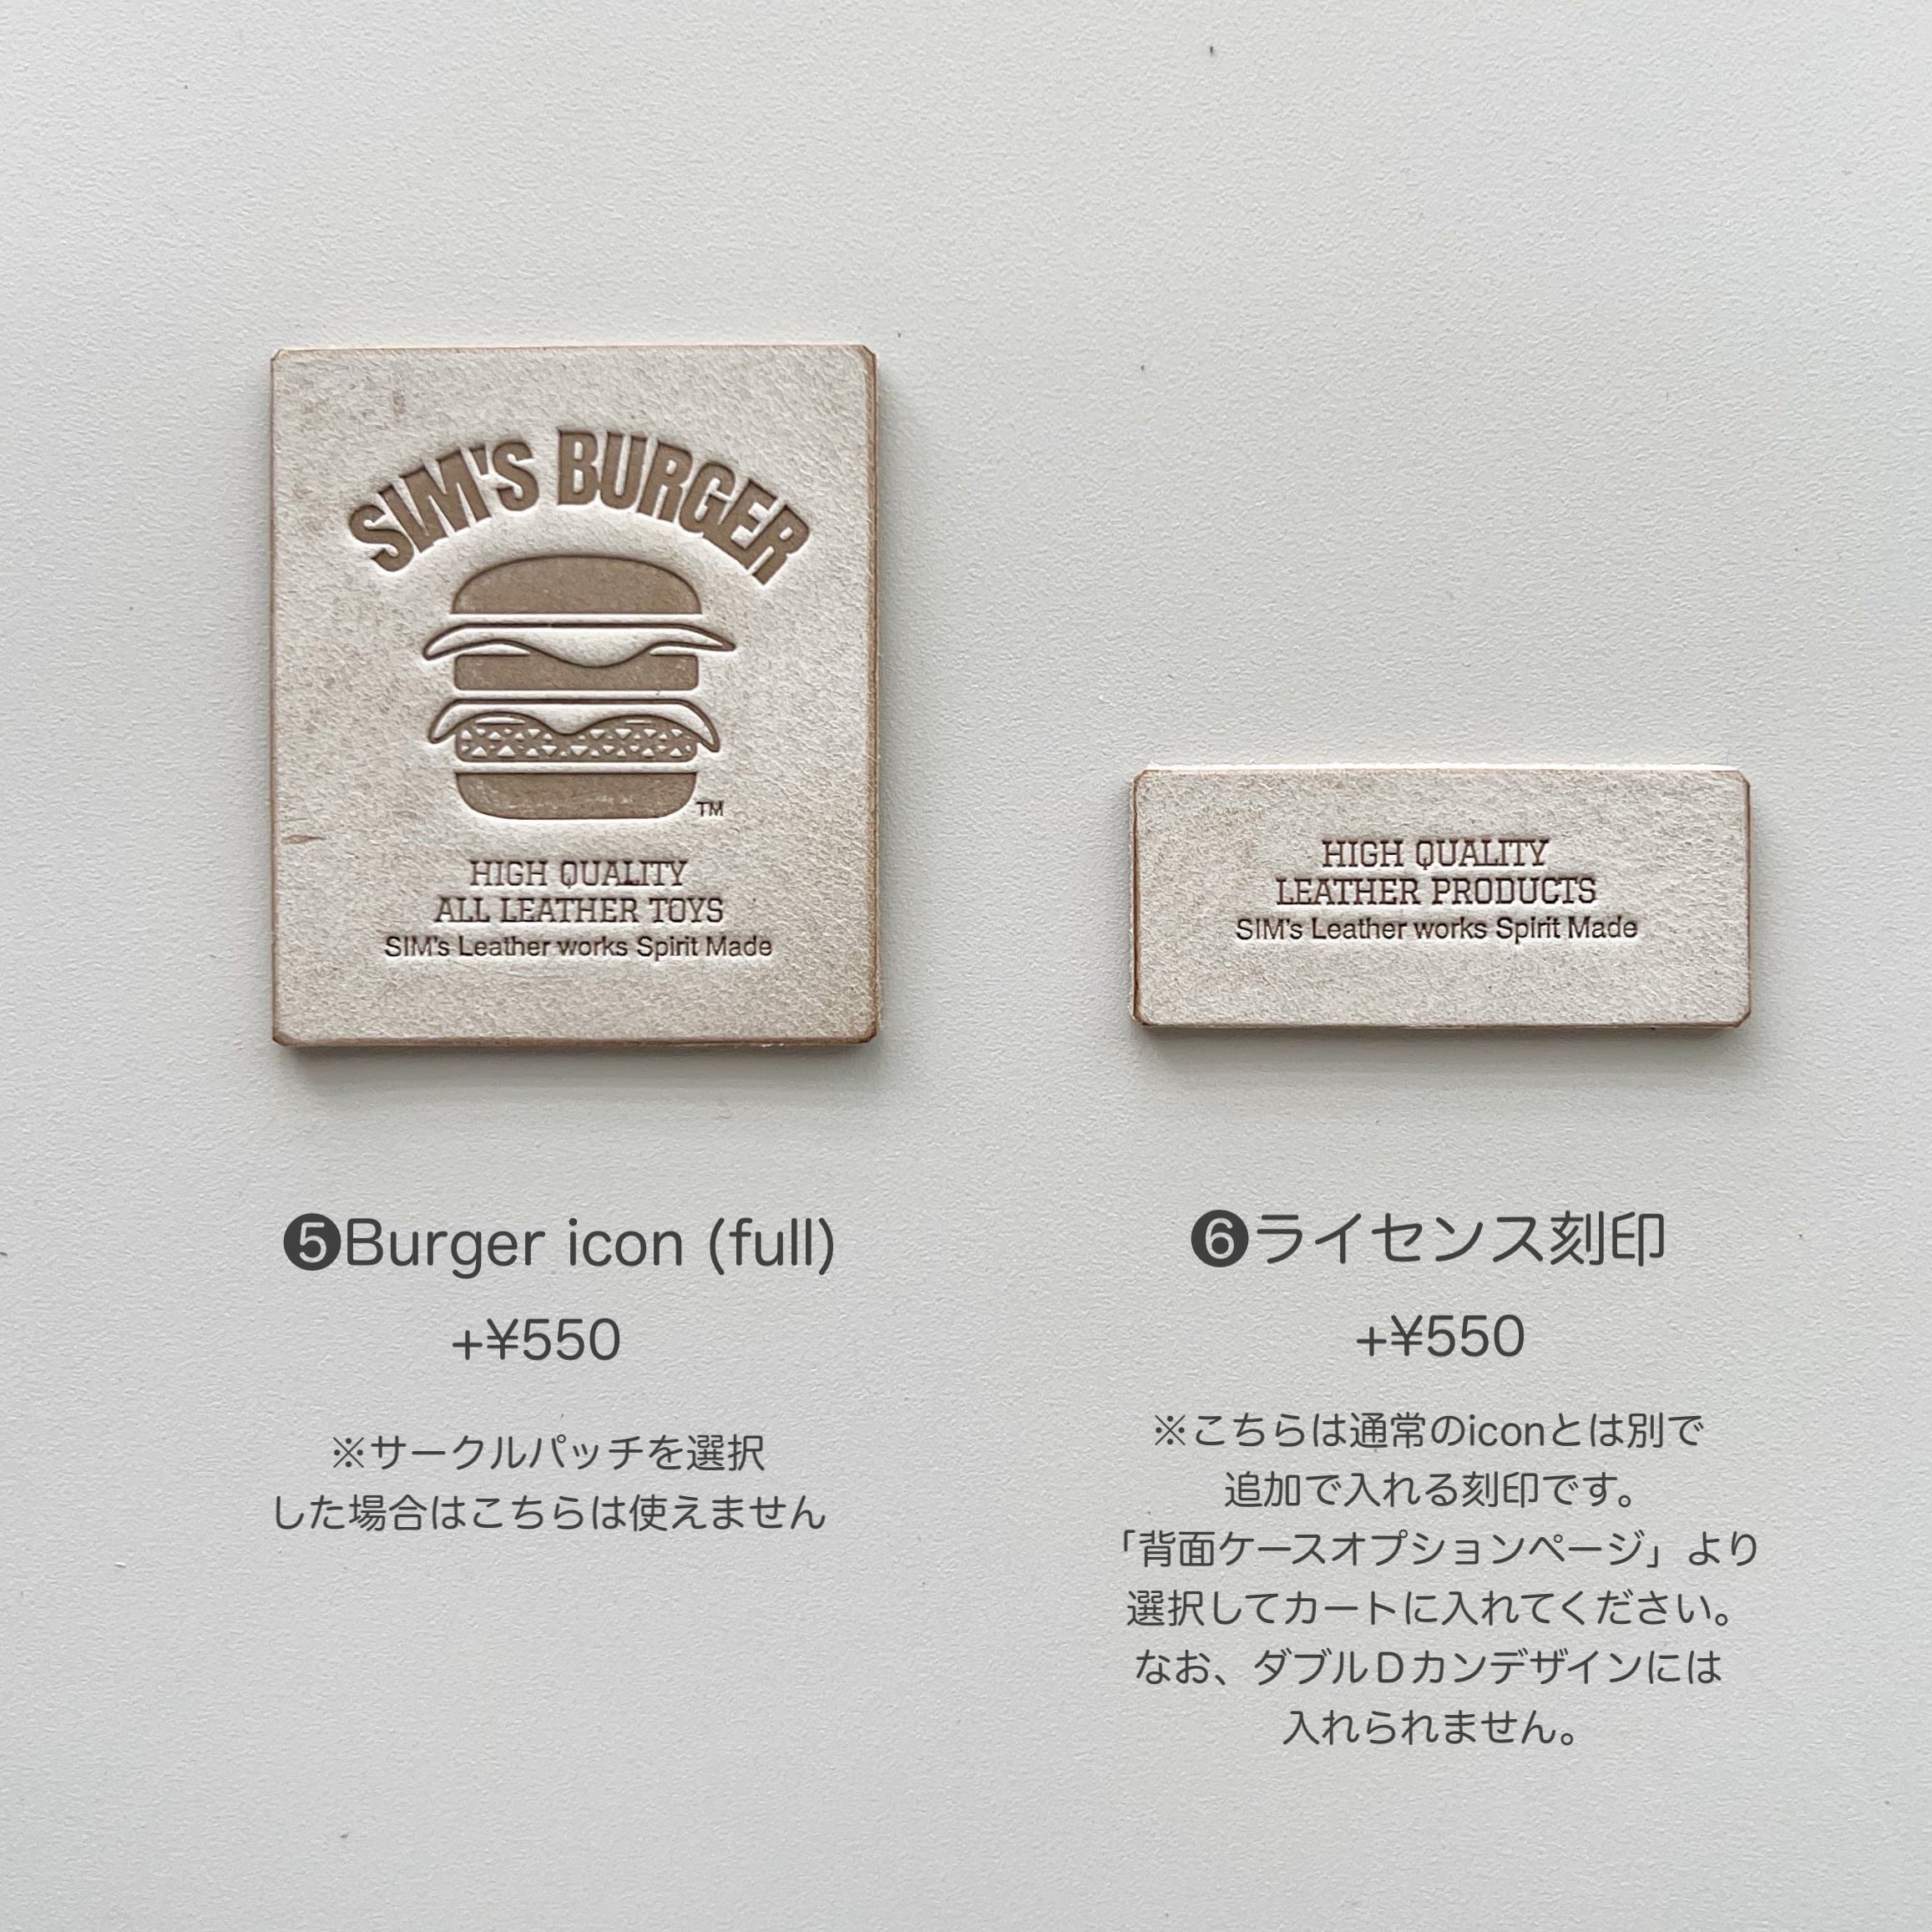 SIM'S BURGER
TM
HIGH QUALITY
ALL LEATHER TOYS
SIM's Leather works Spirit Made
HIGH QUALITY
LEATHER PRODUCTS
SIM's Leather works Spirit Made
❺Burger icon (full)
+¥550
※サークルパッチを選択
した場合はこちらは使えません
❻ライセンス刻印
+¥550
※こちらは通常のiconとは別で
追加で入れる刻印です。
「背面ケースオプションページ」より
選択してカートに入れてください。
なお、ダブルDカンデザインには
入れられません。